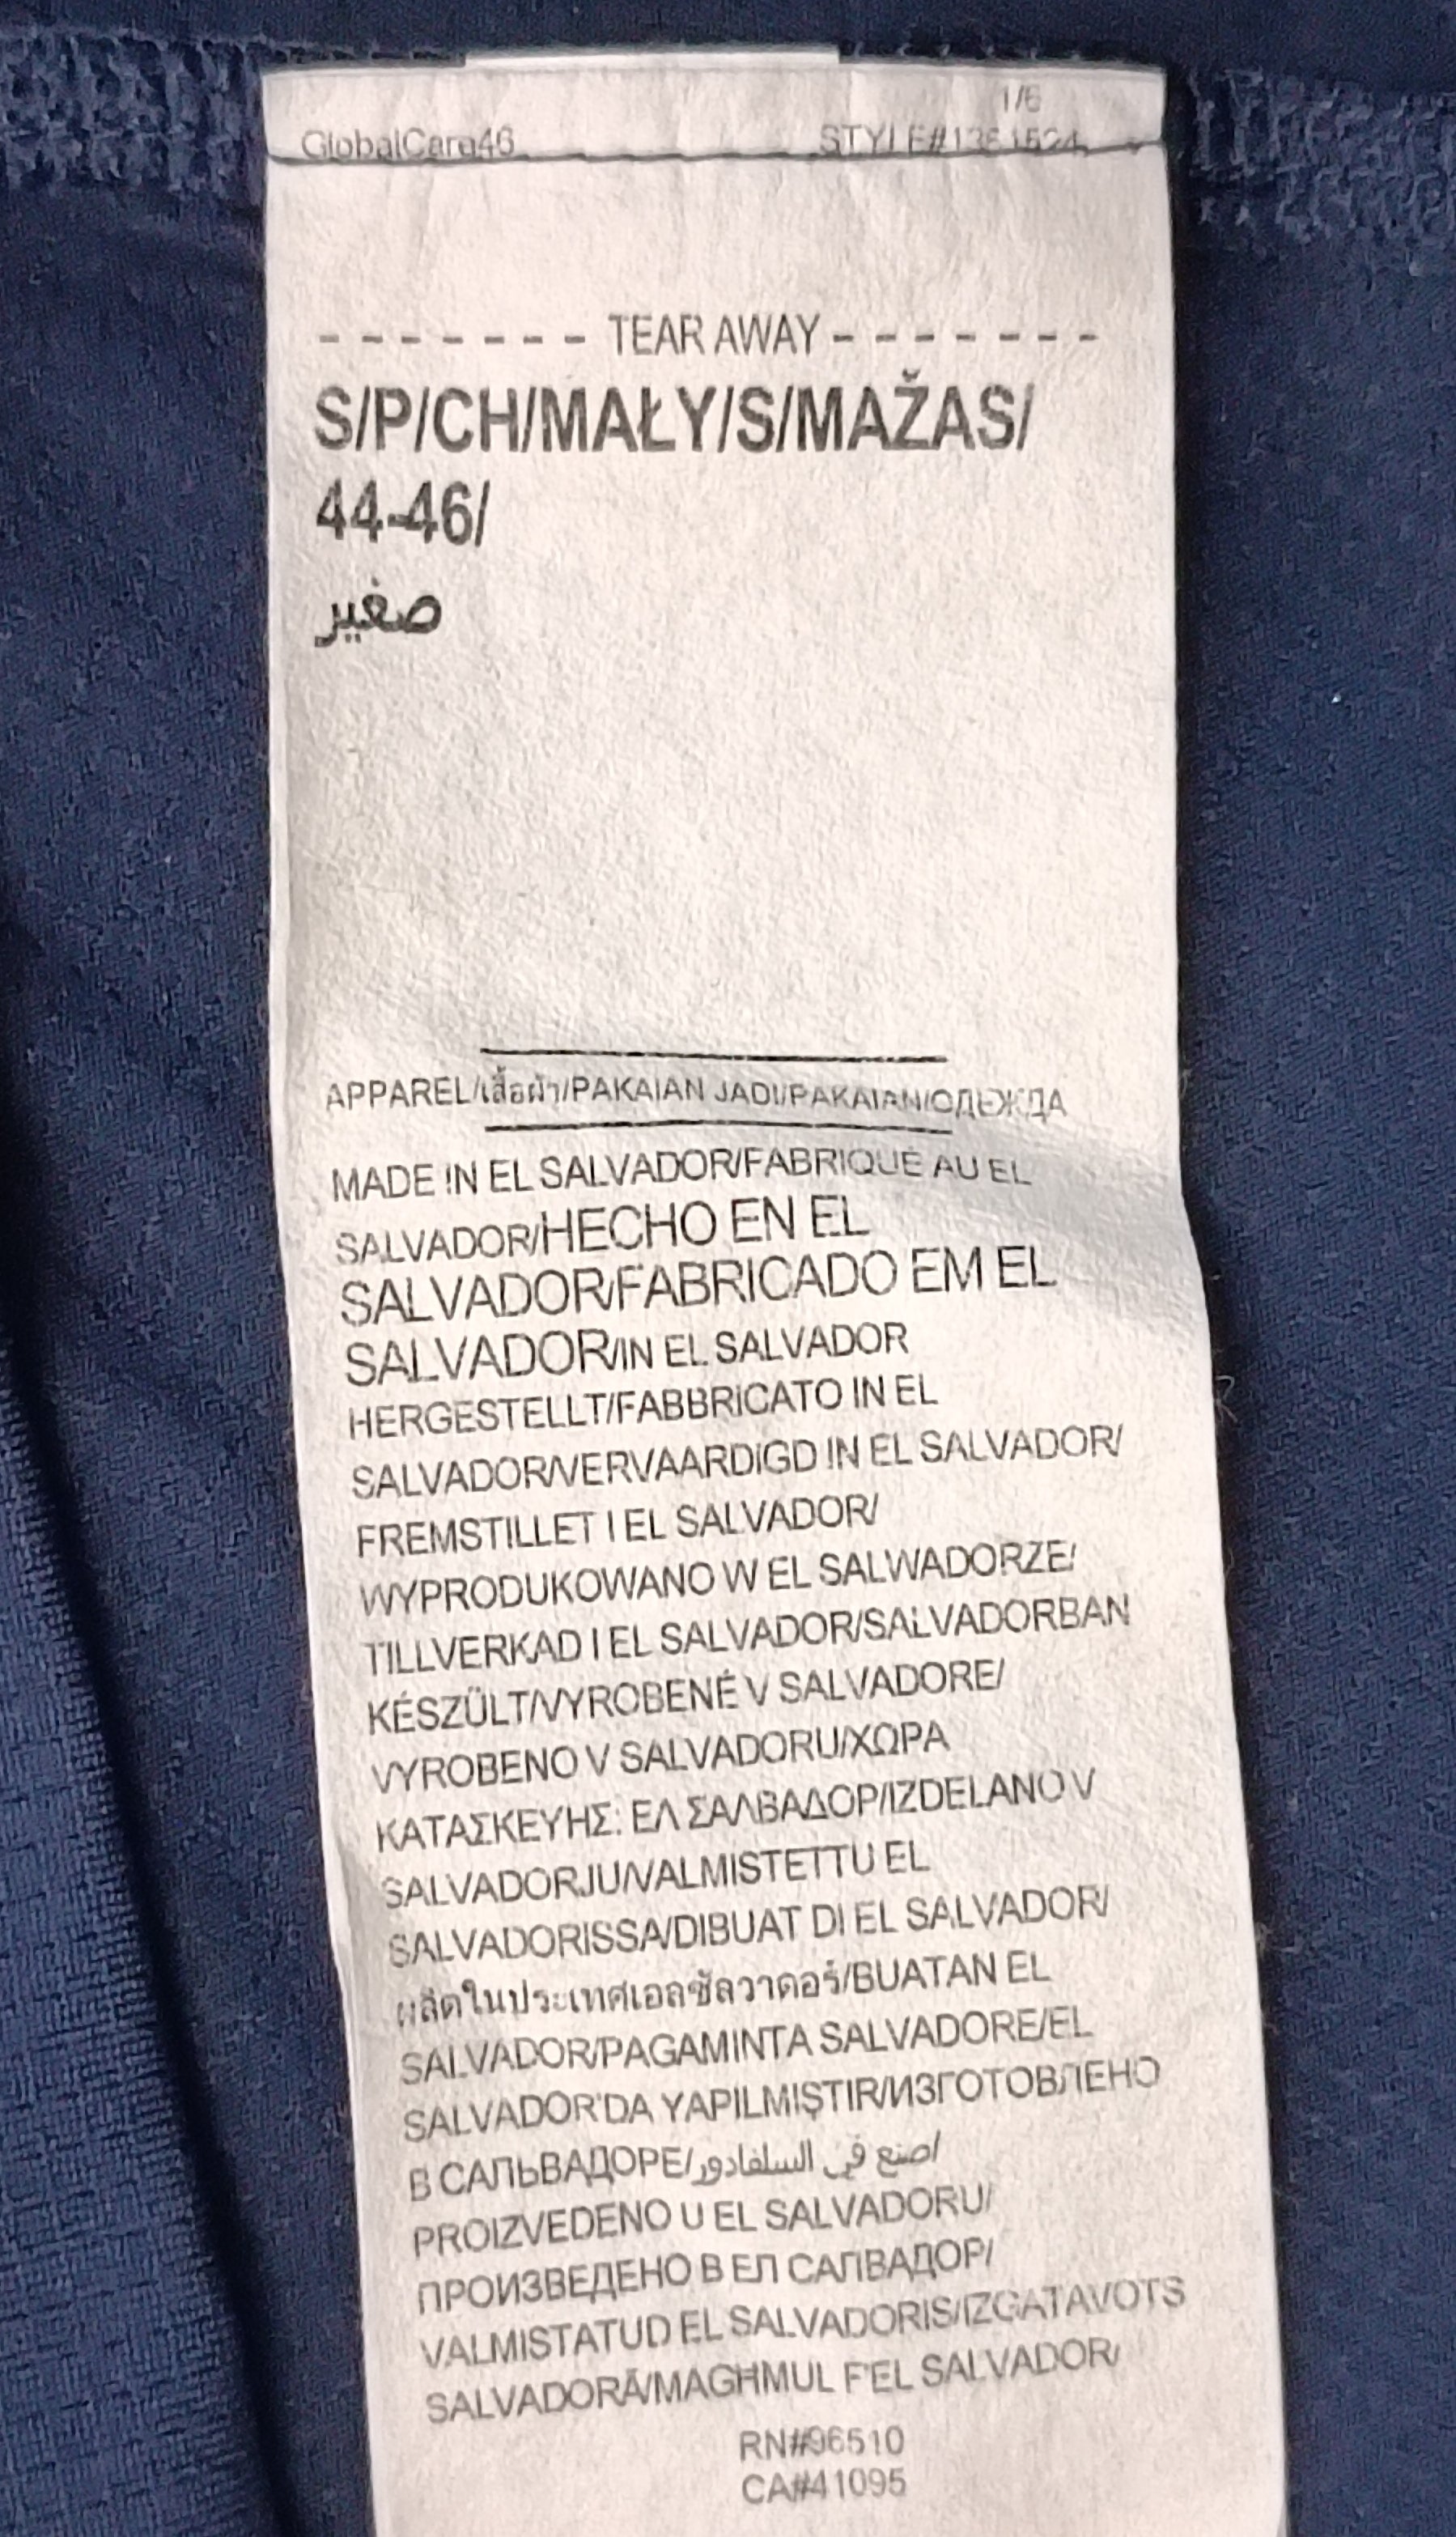 1/6
GlobalCare46
- - - - - - - TEAR AWAY - - - - - - -
S/P/CH/MAŁY/S/MAŽAS/
44-46/
صغير
APPAREL/เสื้อผ้า/PAKAIAN JADI/PAKAIAN/ОДЕЖДА
MADE IN EL SALVADOR/FABRIQUÉ AU EL
SALVADOR/HECHO EN EL
SALVADOR/FABRICADO EM EL
SALVADOR/IN EL SALVADOR
HERGESTELLT/FABBRICATO IN EL
SALVADOR/VERVAARDIGD IN EL SALVADOR/
FREMSTILLET I EL SALVADOR/
WYPRODUKOWANO W EL SALWADORZE/
TILLVERKAD I EL SALVADOR/SALVADORBAN
KÉSZÜLT/VYROBENÉ V SALVADORE/
VYROBENO V SALVADORU/ΧΩΡΑ
ΚΑΤΑΣΚΕΥΗΣ: ΕΛ ΣΑΛΒΑΔΟΡ/IZDELANO V
SALVADORJU/VALMISTETTU EL
SALVADORISSA/DIBUAT DI EL SALVADOR/
ผลิตในประเทศเอลซัลวาดอร์/BUATAN EL
SALVADOR/PAGAMINTA SALVADORE/EL
SALVADOR'DA YAPILMIŞTIR/ИЗГОТОВЛЕНО
В САЛЬВАДОРЕ/صنع في السلفادور/
PROIZVEDENO U EL SALVADORU/
ПРОИЗВЕДЕНО В ЕЛ САЛВАДОР/
VALMISTATUD EL SALVADORIS/IZGATAVOTS
SALVADORĀ/MAGHMUL F'EL SALVADOR/
RN#96510
CA#41095